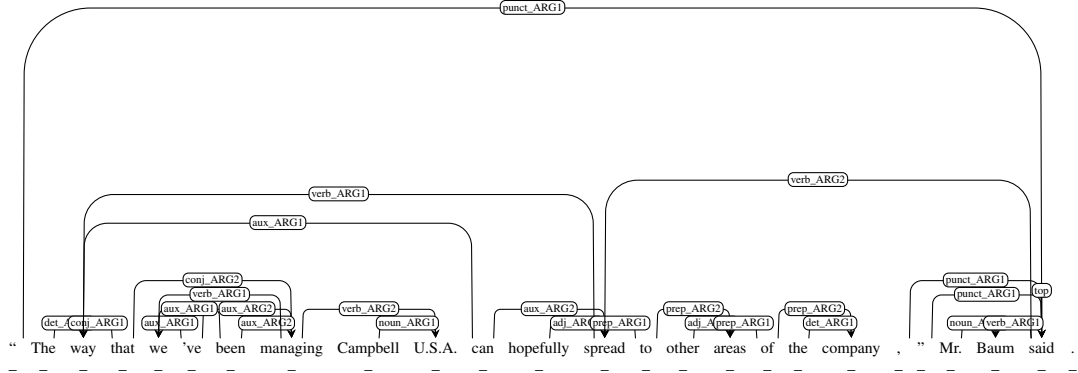 punct_ARG1
verb_ARG2
verb_ARG1
aux_ARG1
conj_ARG2 punct_ARG1
verb_ARG1 punct_ARG1 top
aux_ARG1 aux_ARG2 verb_ARG2 aux_ARG2 prep_ARG2 prep_ARG2
conj_ARG1 aux_ARG1 aux_ARG2 noun_ARG1 prep_ARG1 prep_ARG1 det_ARG1 verb_ARG1
“ The way that we 've been managing Campbell U.S.A. can hopefully spread to other areas of the company , ” Mr. Baum said .
_ _ _ _ _ _ _ _ _ _ _ _ _ _ _ _ _ _ _ _ _ _ _ _ _